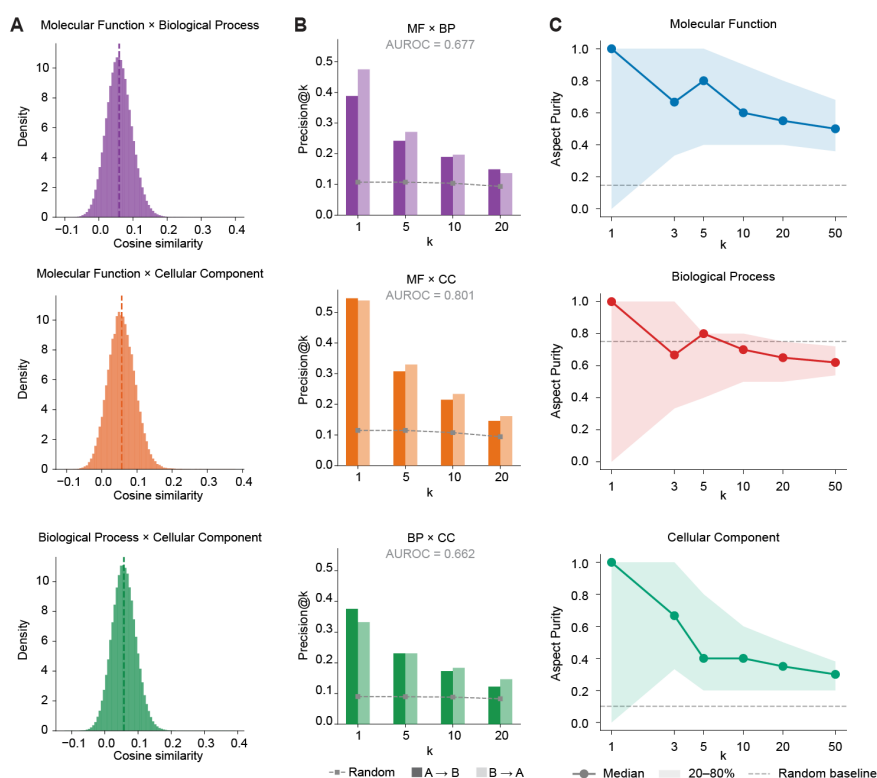 A
Molecular Function × Biological Process
Density
10
8
6
4
2
0
−0.1
0.0
0.1
0.2
0.3
0.4
Cosine similarity
B
MF × BP
AUROC = 0.677
Precision@k
0.5
0.4
0.3
0.2
0.1
0.0
1
5
10
20
k
C
Molecular Function
Aspect Purity
1.0
0.8
0.6
0.4
0.2
0.0
1
3
5
10
20
50
k
Molecular Function × Cellular Component
Density
10
8
6
4
2
0
−0.1
0.0
0.1
0.2
0.3
0.4
Cosine similarity
MF × CC
AUROC = 0.801
Precision@k
0.5
0.4
0.3
0.2
0.1
0.0
1
5
10
20
k
Biological Process
Aspect Purity
1.0
0.8
0.6
0.4
0.2
0.0
1
3
5
10
20
50
k
Biological Process × Cellular Component
Density
10
8
6
4
2
0
−0.1
0.0
0.1
0.2
0.3
0.4
Cosine similarity
BP × CC
AUROC = 0.662
Precision@k
0.5
0.4
0.3
0.2
0.1
0.0
1
5
10
20
k
Cellular Component
Aspect Purity
1.0
0.8
0.6
0.4
0.2
0.0
1
3
5
10
20
50
k
Random
A → B
B → A
Median
20–80%
Random baseline